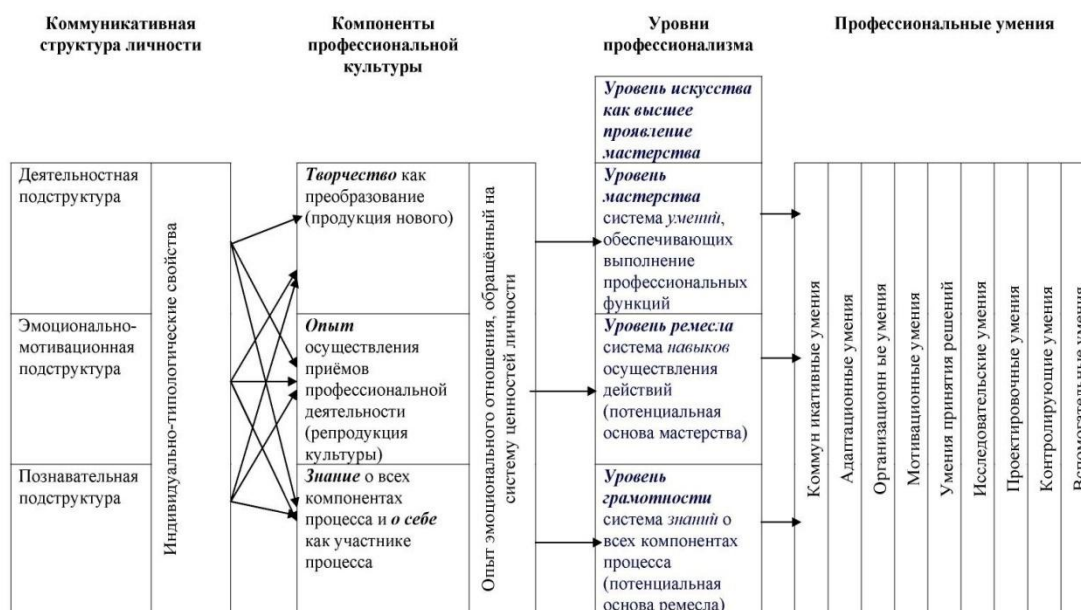 Коммуникативная
структура личности
Компоненты
профессиональной
культуры
Уровни
профессионализма
Профессиональные умения
Деятельностная
подструктура
Эмоционально-
мотивационная
подструктура
Познавательная
подструктура
Индивидуально-типологические свойства
Творчество как
преобразование
(продукция нового)
Опыт
осуществления
приёмов
профессиональной
деятельности
(репродукция
культуры)
Знание о всех
компонентах
процесса и о себе
как участнике
процесса
Опыт эмоционального отношения, обращённый на
систему ценностей личности
Уровень искусства
как высшее
проявление
мастерства
Уровень
мастерства
система умений,
обеспечивающих
выполнение
профессиональных
функций
Уровень ремесла
система навыков
осуществления
действий
(потенциальная
основа мастерства)
Уровень
грамотности
система знаний о
всех компонентах
процесса
(потенциальная
основа ремесла)
Коммун икативные умения
Адаптационные умения
Организационн ые умения
Мотивационные умения
Умения принятия решений
Исследовательские умения
Проектировочные умения
Контролирующие умения
Вспомогательные умения